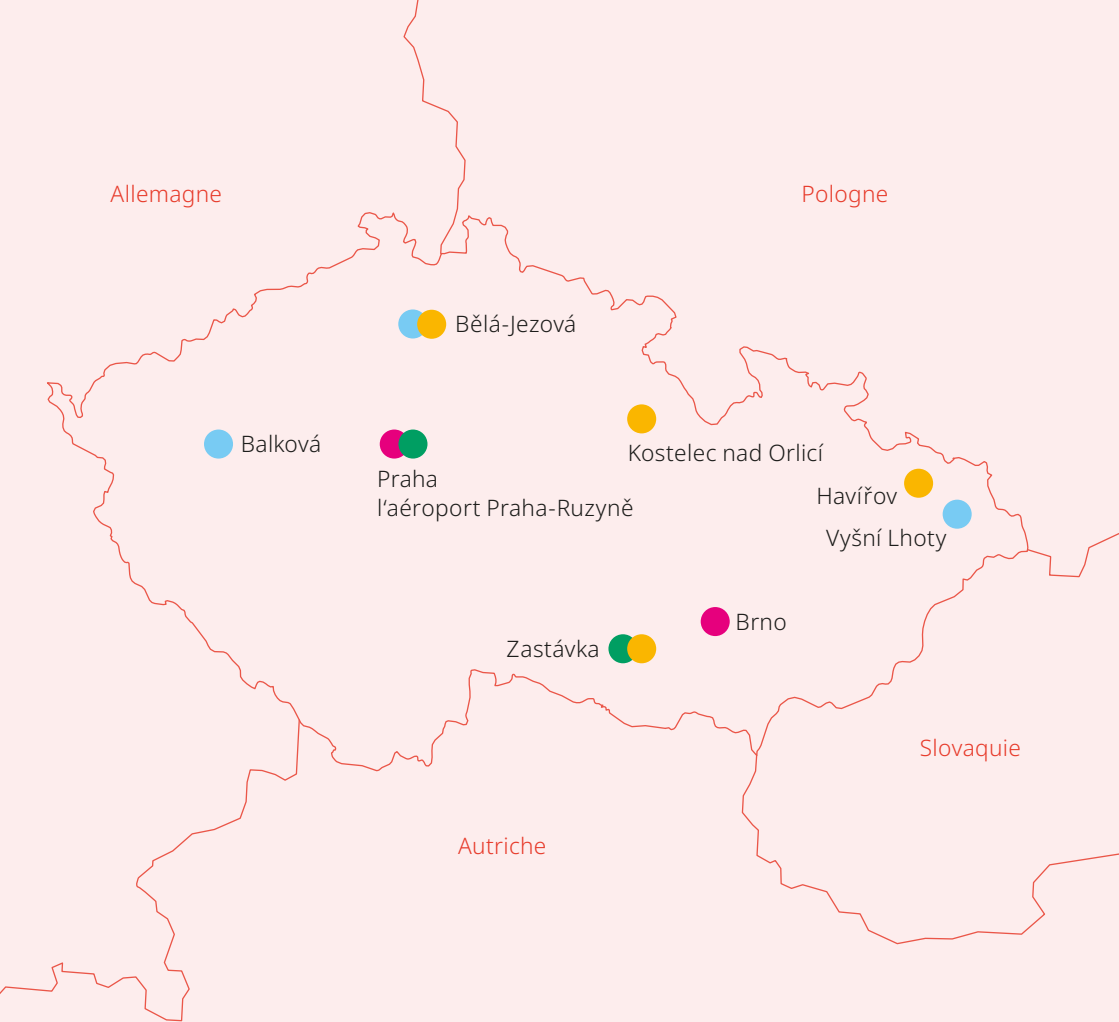 Allemagne
Pologne
Bělá-Jezová
Balková
Kostelec nad Orlicí
Praha
l‘aéroport Praha-Ruzyně
Havířov
Vyšní Lhoty
Brno
Zastávka
Slovaquie
Autriche